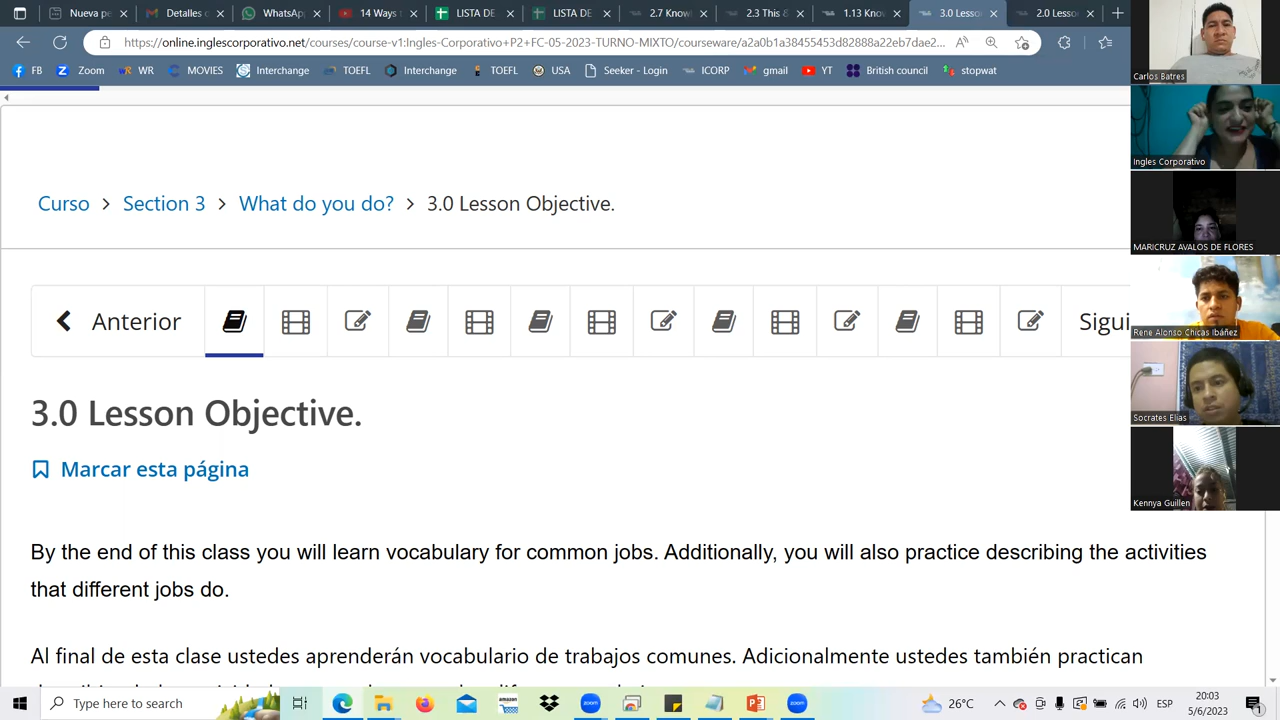 Nueva pe
Detalles
WhatsApp
14 Ways
LISTA DE
LISTA DE
2.7 Know
2.3 This
1.13 Kno
3.0 Lesso
2.0 Lesso
https://online.inglescorporativo.net/courses/course-v1:Ingles-Corporativo+P2+FC-05-2023-TURNO-MIXTO/courseware/a2a0b1a38455453d82888a22eb7dae2...
FB Zoom WR MOVIES Interchange TOEFL Interchange TOEFL USA Seeker - Login ICORP gmail YT British council stopwat
Carlos Batres
Ingles Corporativo
MARICRUZ AVALOS DE FLORES
Rene Alonso Chicas Ibáñez
Socrates Elias
Kennya Guillen
Curso > Section 3 > What do you do? > 3.0 Lesson Objective.
Anterior
Sigui
3.0 Lesson Objective.
Marcar esta página
By the end of this class you will learn vocabulary for common jobs. Additionally, you will also practice describing the activities
that different jobs do.
Al final de esta clase ustedes aprenderán vocabulario de trabajos comunes. Adicionalmente ustedes también practican
Type here to search
26°C
ESP
20:03
5/6/2023